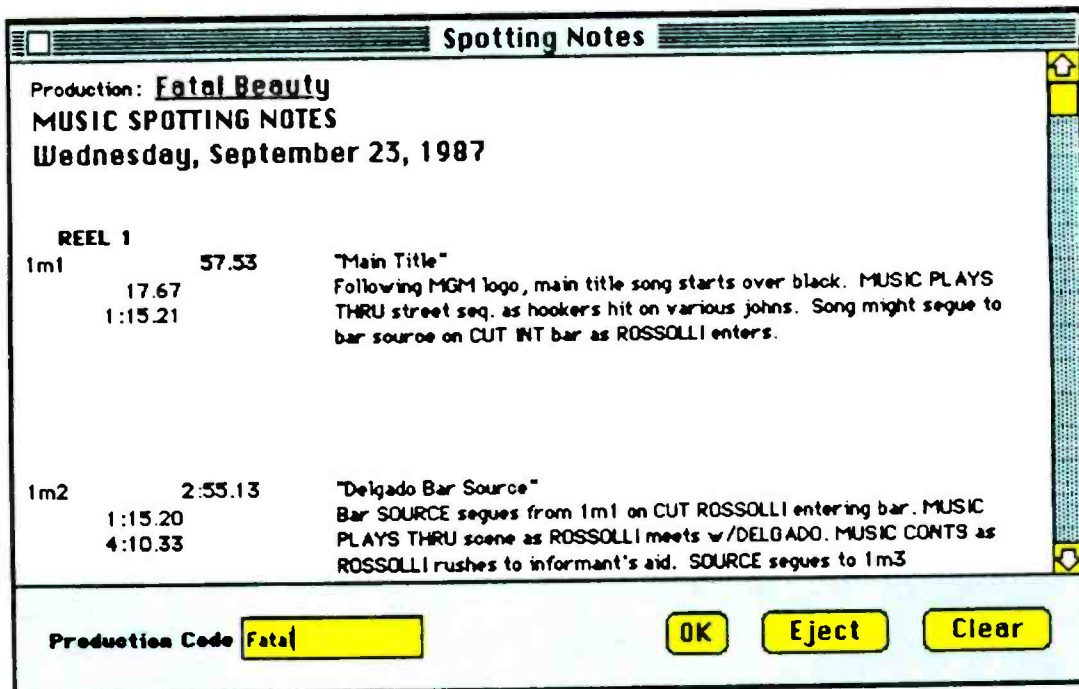 Spotting Notes
Production: Fatal Beauty
MUSIC SPOTTING NOTES
Wednesday, September 23, 1987
REEL 1
1m1 57.53 "Main Title"
17.67 Following MGM logo, main title song starts over black. MUSIC PLAYS
1:15.21 THRU street seq. as hookers hit on various johns. Song might segue to
bar source on CUT INT bar as ROSSOLLI enters.
1m2 2:55.13 "Delgado Bar Source"
1:15.20 Bar SOURCE segues from 1m1 on CUT ROSSOLLI entering bar. MUSIC
4:10.33 PLAYS THRU scene as ROSSOLLI meets w/DELGADO. MUSIC CONTS as
ROSSOLLI rushes to informant's aid. SOURCE segues to 1m3
Production Code Fatal OK Eject Clear